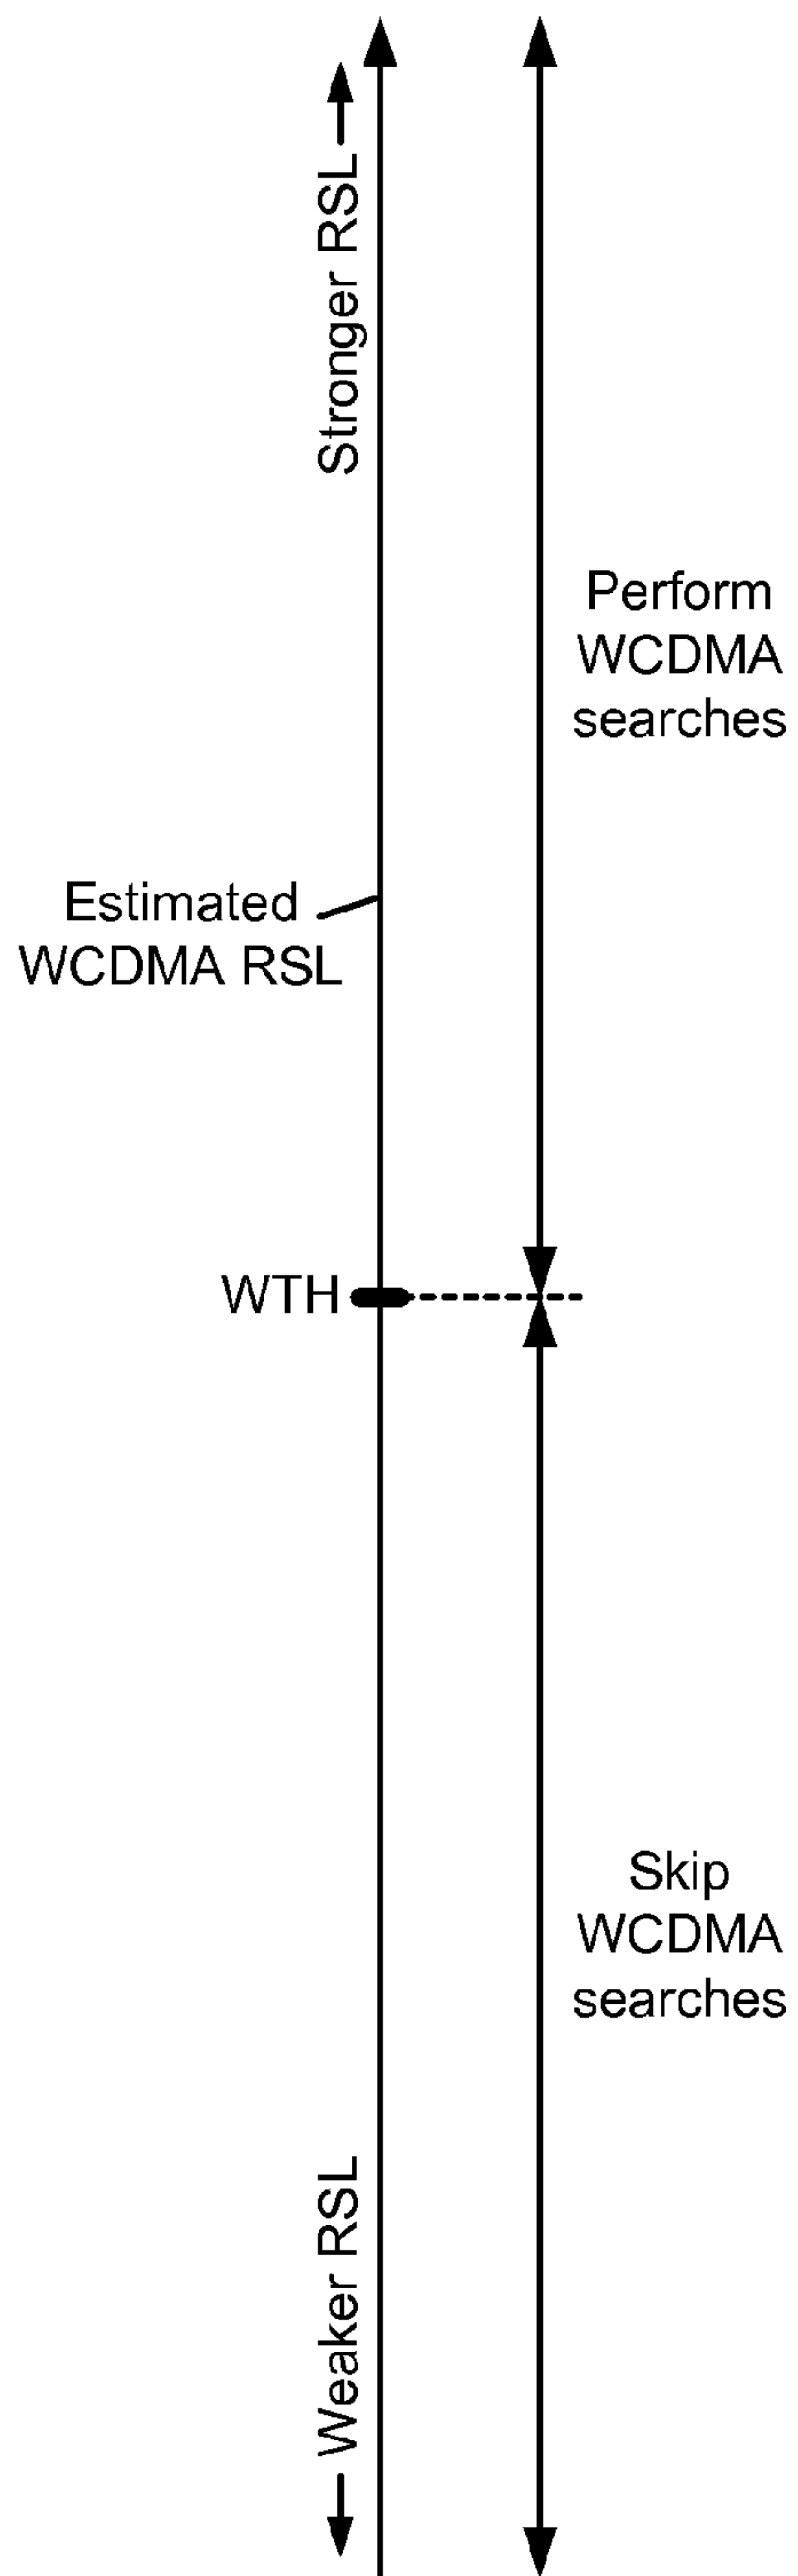 Stronger RSL
Perform
WCDMA
searches
Estimated
WCDMA RSL
WTH
Skip
WCDMA
searches
Weaker RSL